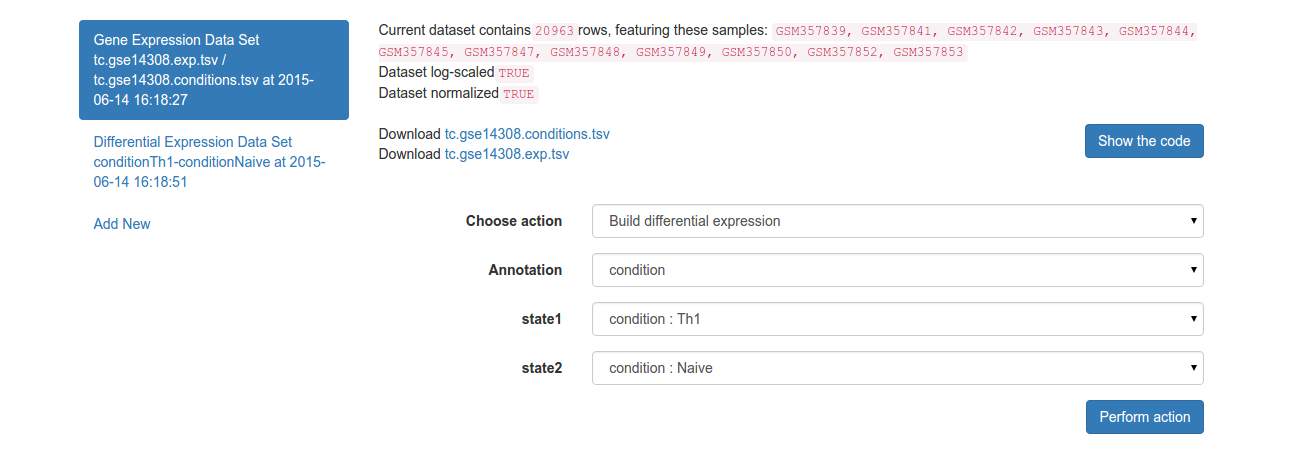 Gene Expression Data Set
tc.gse14308.exp.tsv /
tc.gse14308.conditions.tsv at 2015-
06-14 16:18:27
Differential Expression Data Set
conditionTh1-conditionNaive at 2015-
06-14 16:18:51
Add New
Current dataset contains 20963 rows, featuring these samples: GSM357839, GSM357841, GSM357842, GSM357843, GSM357844,
GSM357845, GSM357847, GSM357848, GSM357849, GSM357850, GSM357852, GSM357853
Dataset log-scaled TRUE
Dataset normalized TRUE
Download tc.gse14308.conditions.tsv
Download tc.gse14308.exp.tsv
Show the code
Choose action Build differential expression
Annotation condition
state1 condition : Th1
state2 condition : Naive
Perform action